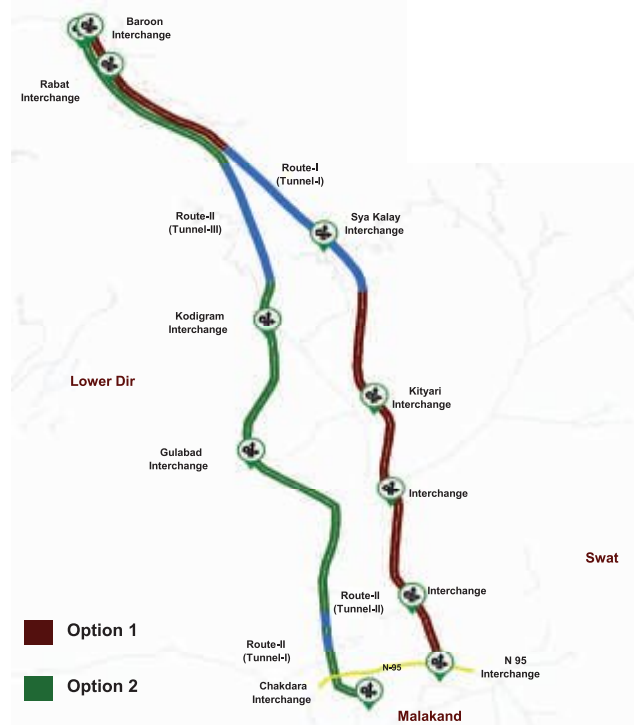 Baroon
Interchange
Rabat
Interchange
Route-I
(Tunnel-I)
Route-II
(Tunnel-III)
Sya Kalay
Interchange
Kodigram
Interchange
Lower Dir
Kityari
Interchange
Gulabad
Interchange
Interchange
Swat
Interchange
Route-II
(Tunnel-II)
Option 1
Route-II
(Tunnel-I)
N-95
N 95
Interchange
Option 2
Chakdara
Interchange
Malakand